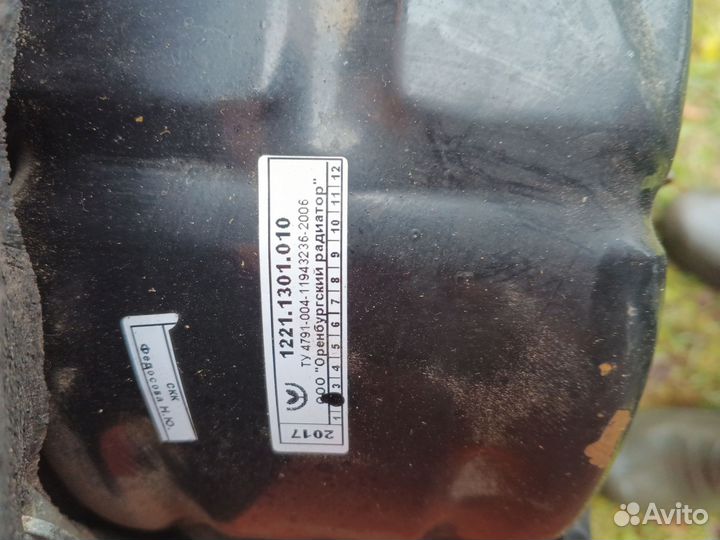 1221.1301.010
ТУ 4791-004-11943236-2006
ООО "Оренбургский радиатор"
2017 1 3 4 5 6 7 8 9 10 11 12
СКК
Федосова Н.Ю.
Avito